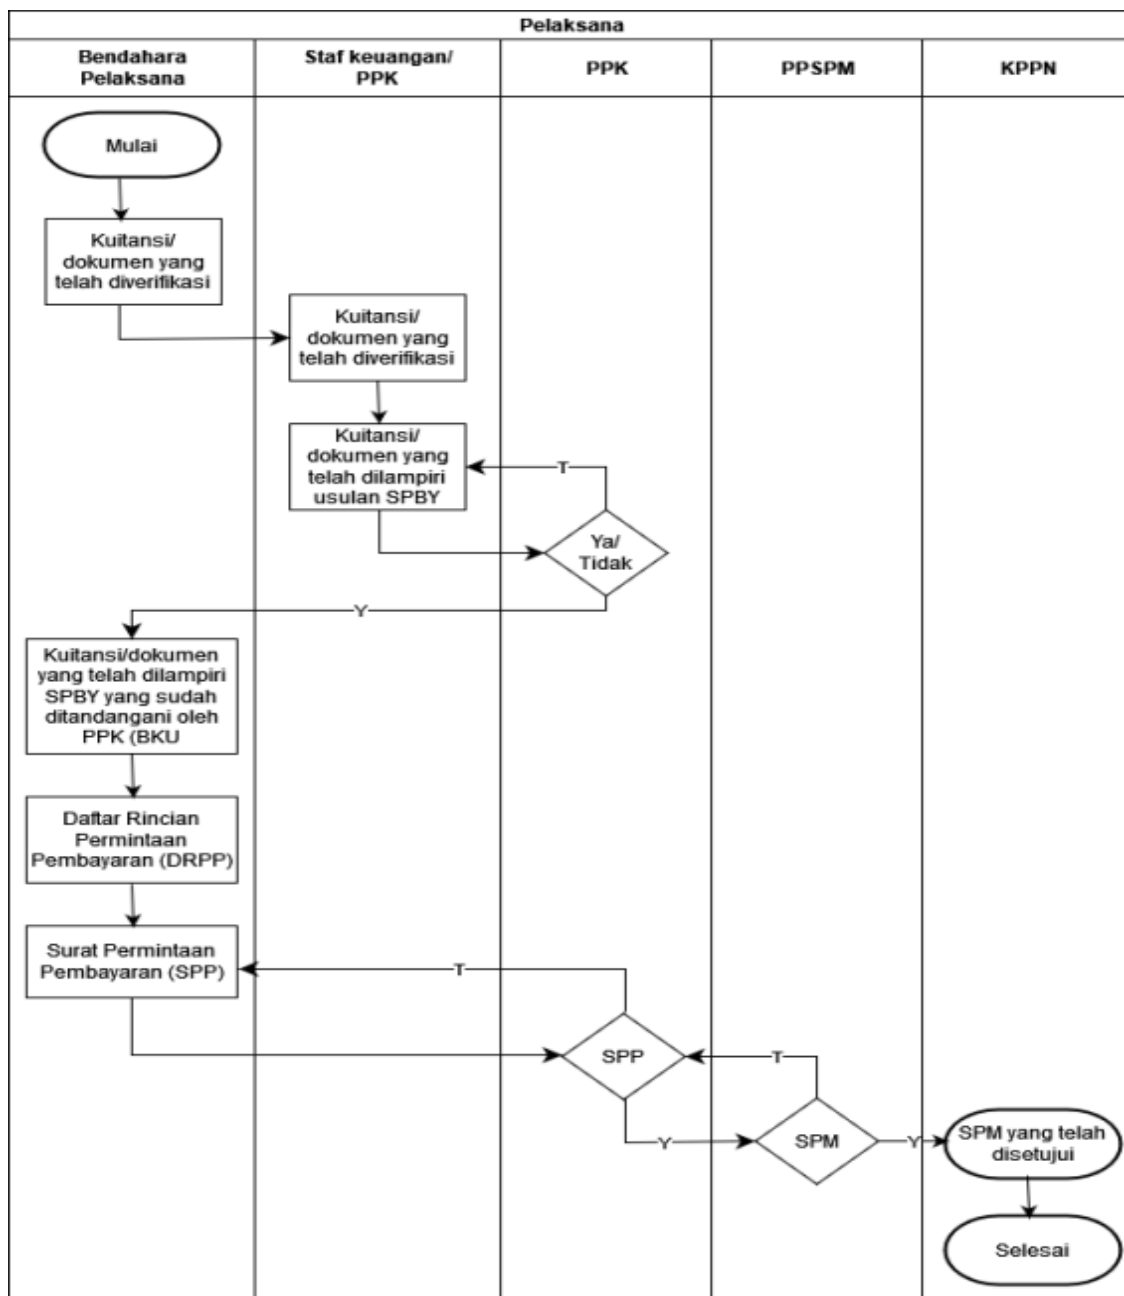 Pelaksana
Bendahara
Pelaksana
Staf keuangan/
PPK
PPK
PPSPM
KPPN
Mulai
Kuitansi/
dokumen yang
telah diverifikasi
Kuitansi/
dokumen yang
telah diverifikasi
Kuitansi/
dokumen yang
telah dilampiri
usulan SPBY
T
Ya/
Tidak
Y
Kuitansi/dokumen
yang telah dilampiri
SPBY yang sudah
ditandangani oleh
PPK (BKU
Daftar Rincian
Permintaan
Pembayaran (DRPP)
Surat Permintaan
Pembayaran (SPP)
T
SPP
T
Y
SPM
Y
SPM yang telah
disetujui
Selesai